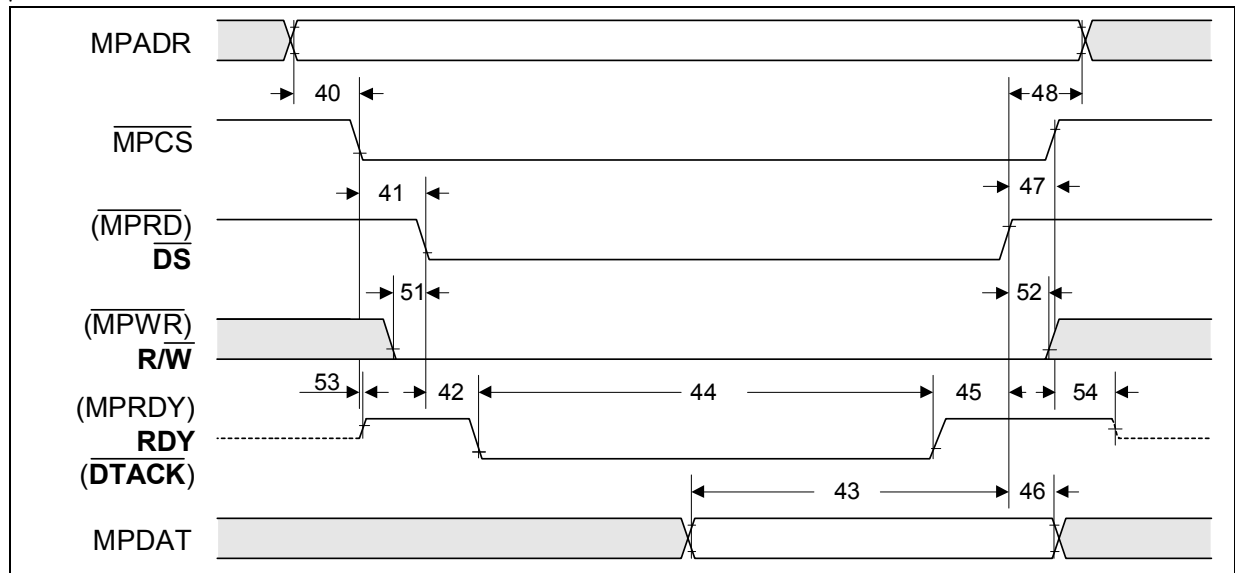 MPADR
40
48
MPCS
41
47
(MPRD)
DS
51
52
(MPWR)
R/W
53
42
44
45
54
(MPRDY)
RDY
(DTACK)
43
46
MPDAT